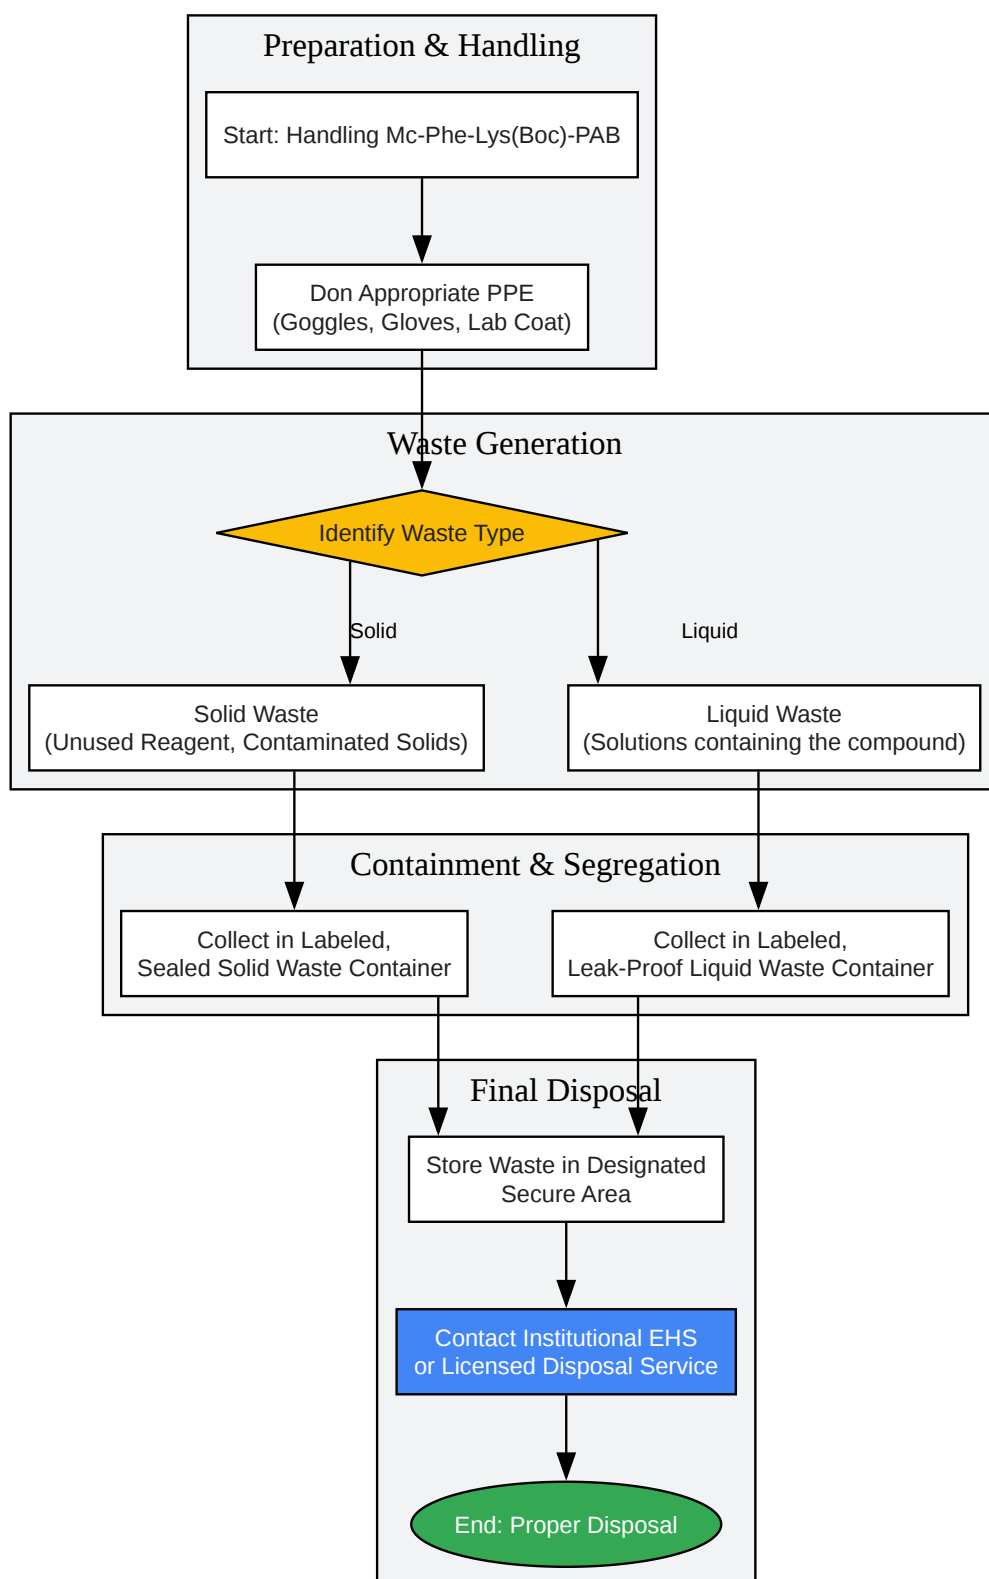 Preparation & Handling
Start: Handling Mc-Phe-Lys(Boc)-PAB
Don Appropriate PPE
(Goggles, Gloves, Lab Coat)
Waste Generation
Identify Waste Type
Solid
Liquid
Solid Waste
(Unused Reagent, Contaminated Solids)
Liquid Waste
(Solutions containing the compound)
Containment & Segregation
Collect in Labeled,
Sealed Solid Waste Container
Collect in Labeled,
Leak-Proof Liquid Waste Container
Final Disposal
Store Waste in Designated
Secure Area
Contact Institutional EHS
or Licensed Disposal Service
End: Proper Disposal